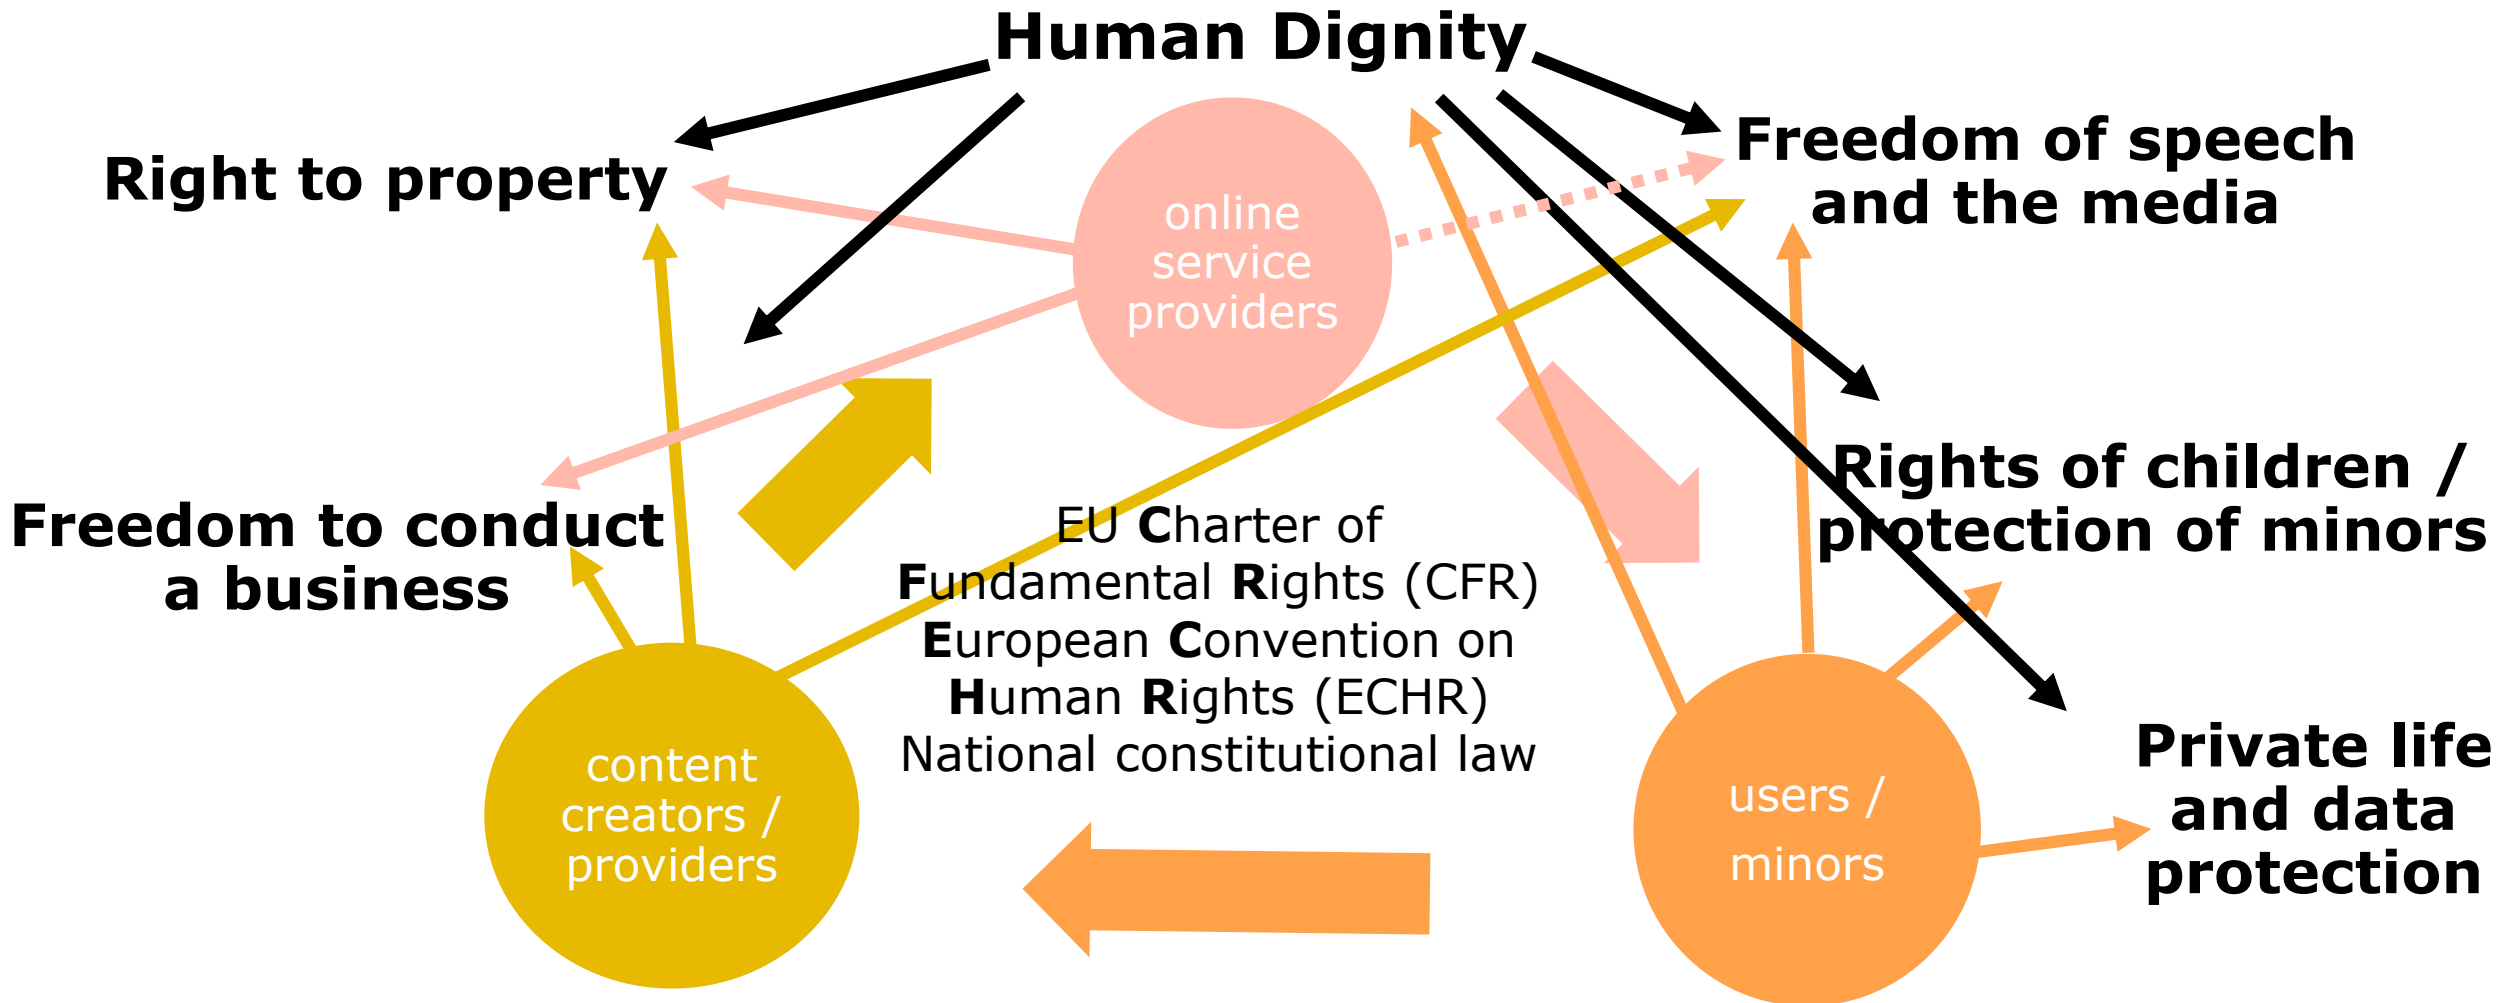 Human Dignity
Right to property
Freedom of speech
and the media
online
service
providers
Rights of children /
protection of minors
Freedom to conduct
a business
EU Charter of
Fundamental Rights (CFR)
European Convention on
Human Rights (ECHR)
National constitutional law
content
creators /
providers
users /
minors
Private life
and data
protection